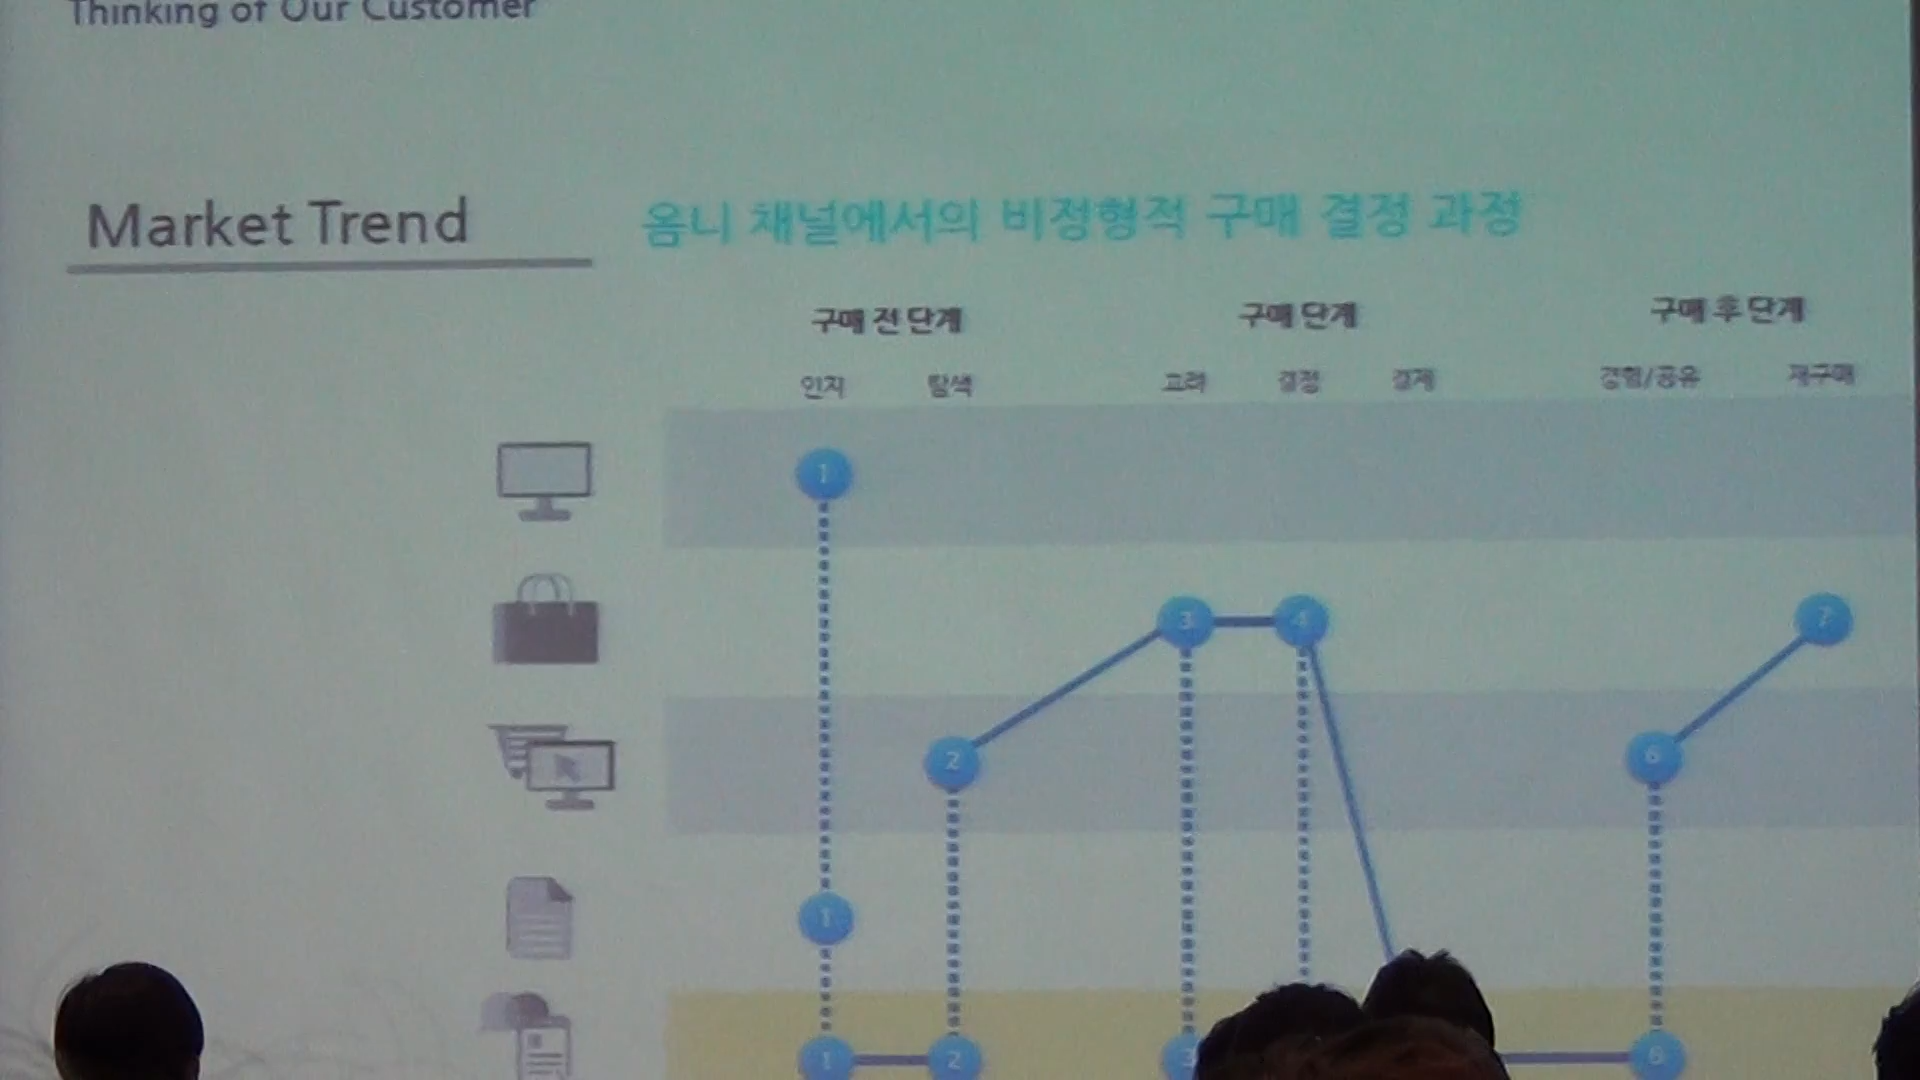 Thinking of Our Customer
Market Trend
옴니 채널에서의 비정형적 구매 결정 과정
구매 전 단계 구매 단계 구매 후 단계
인지 탐색 고려 결정 결제 경험/공유 재구매
1
3 4 7
2 6
1
1 2 3 6